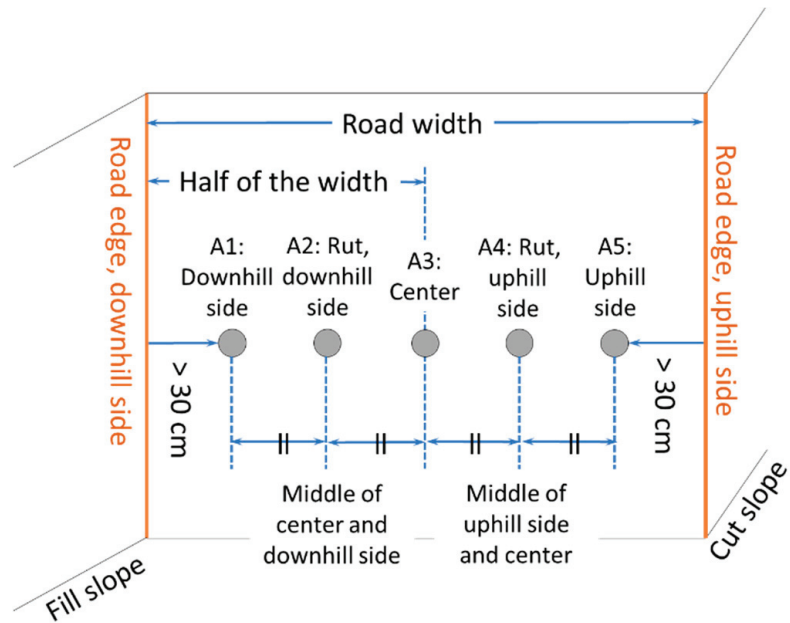 Road width
Half of the width
Road edge, downhill side
Road edge, uphill side
A1:
Downhill
side
A2: Rut,
downhill
side
A3:
Center
A4: Rut,
uphill
side
A5:
Uphill
side
> 30 cm
> 30 cm
Middle of
center and
downhill side
Middle of
uphill side
and center
Fill slope
Cut slope